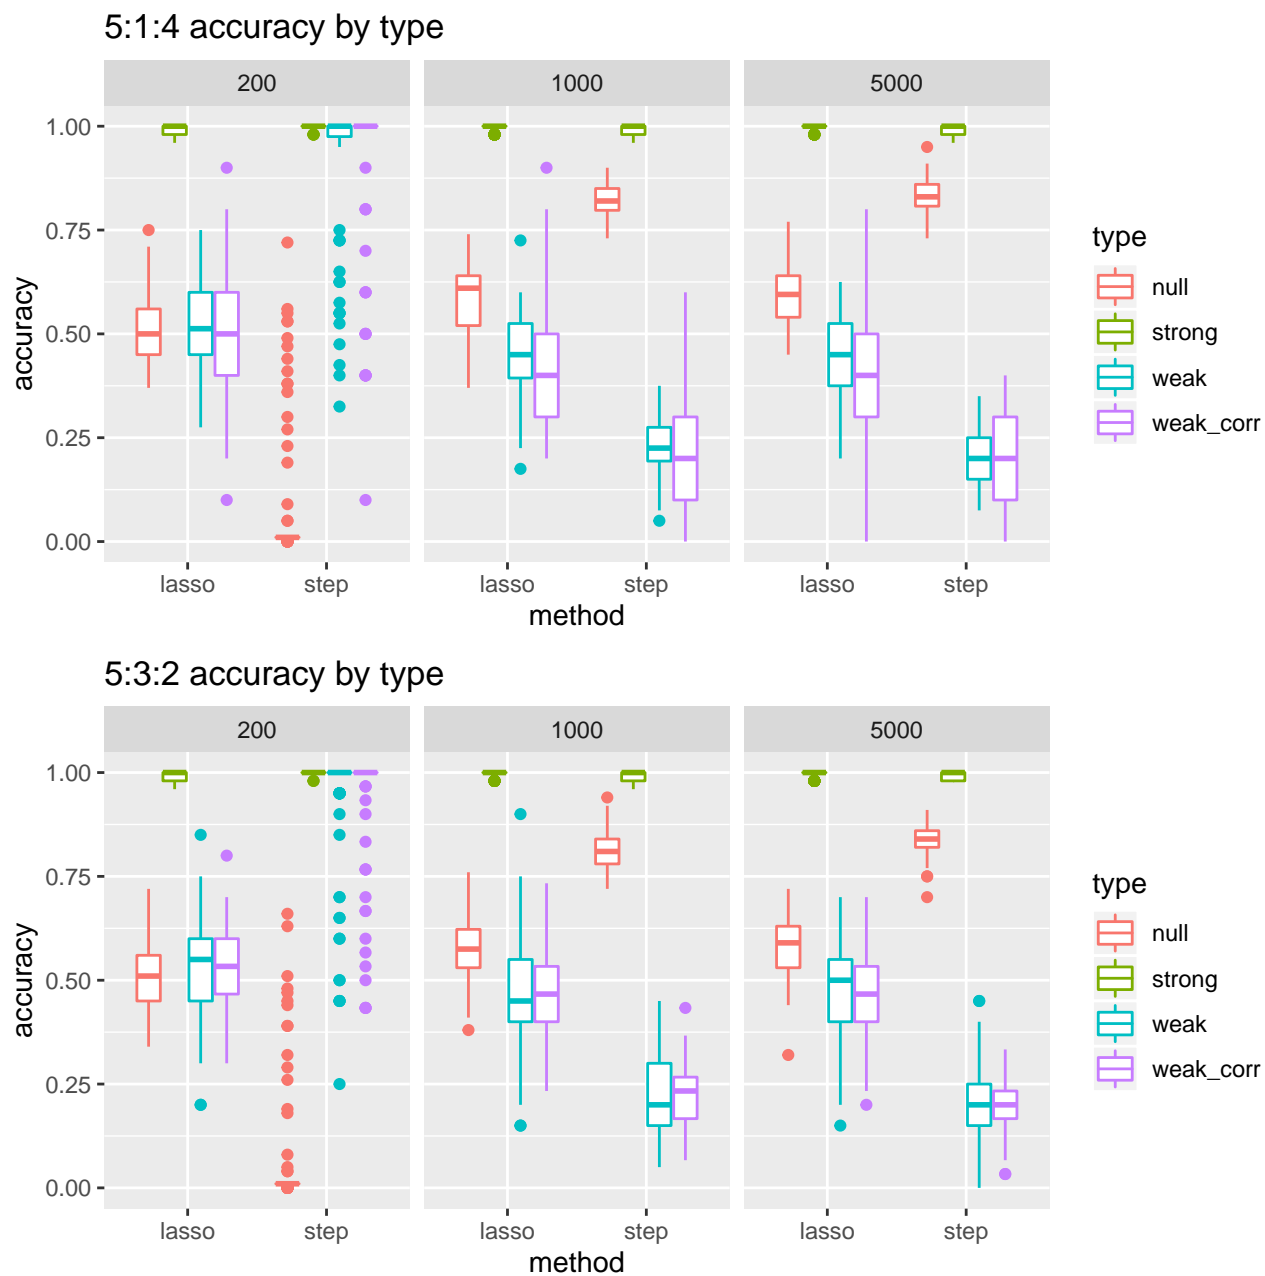 5:1:4 accuracy by type
200 1000 5000
1.00
0.75
0.50
0.25
0.00
accuracy
lasso step lasso step lasso step
method
type
null
strong
weak
weak_corr
5:3:2 accuracy by type
200 1000 5000
1.00
0.75
0.50
0.25
0.00
accuracy
lasso step lasso step lasso step
method
type
null
strong
weak
weak_corr